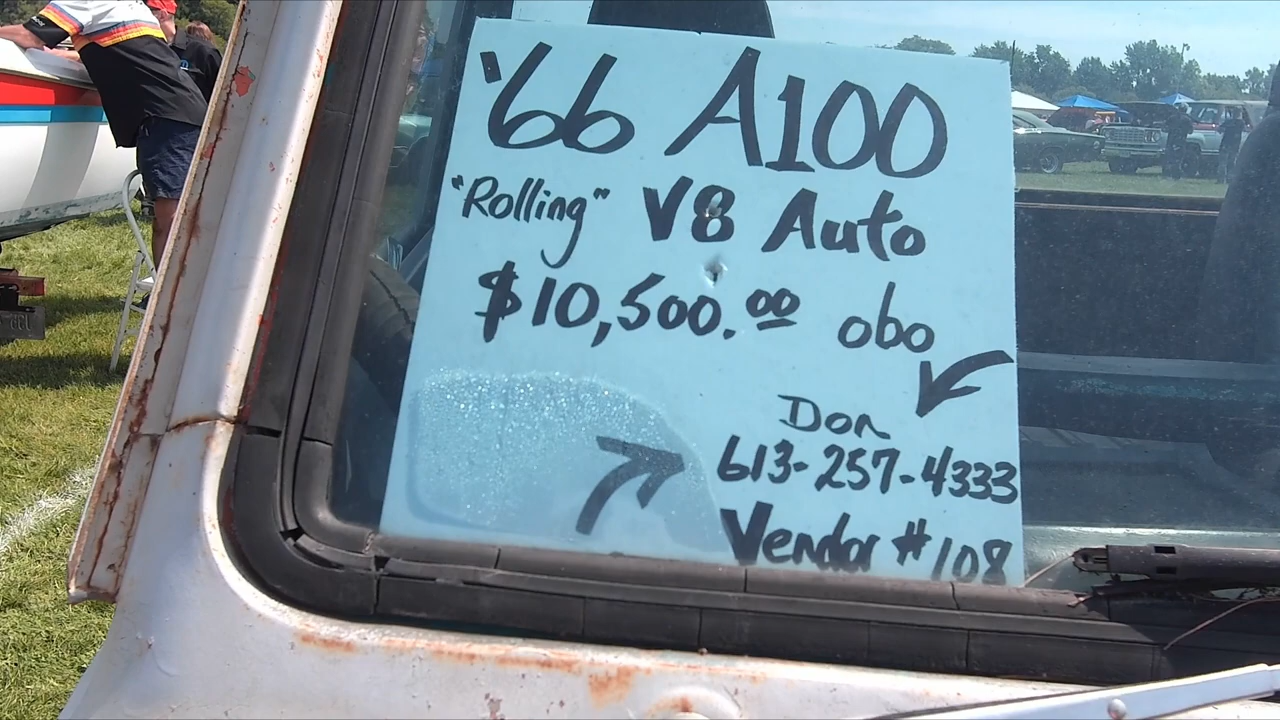 '66 A100
"Rolling" V8 Auto
$10,500.00 obo
Don
613-257-4333
Vendor #108